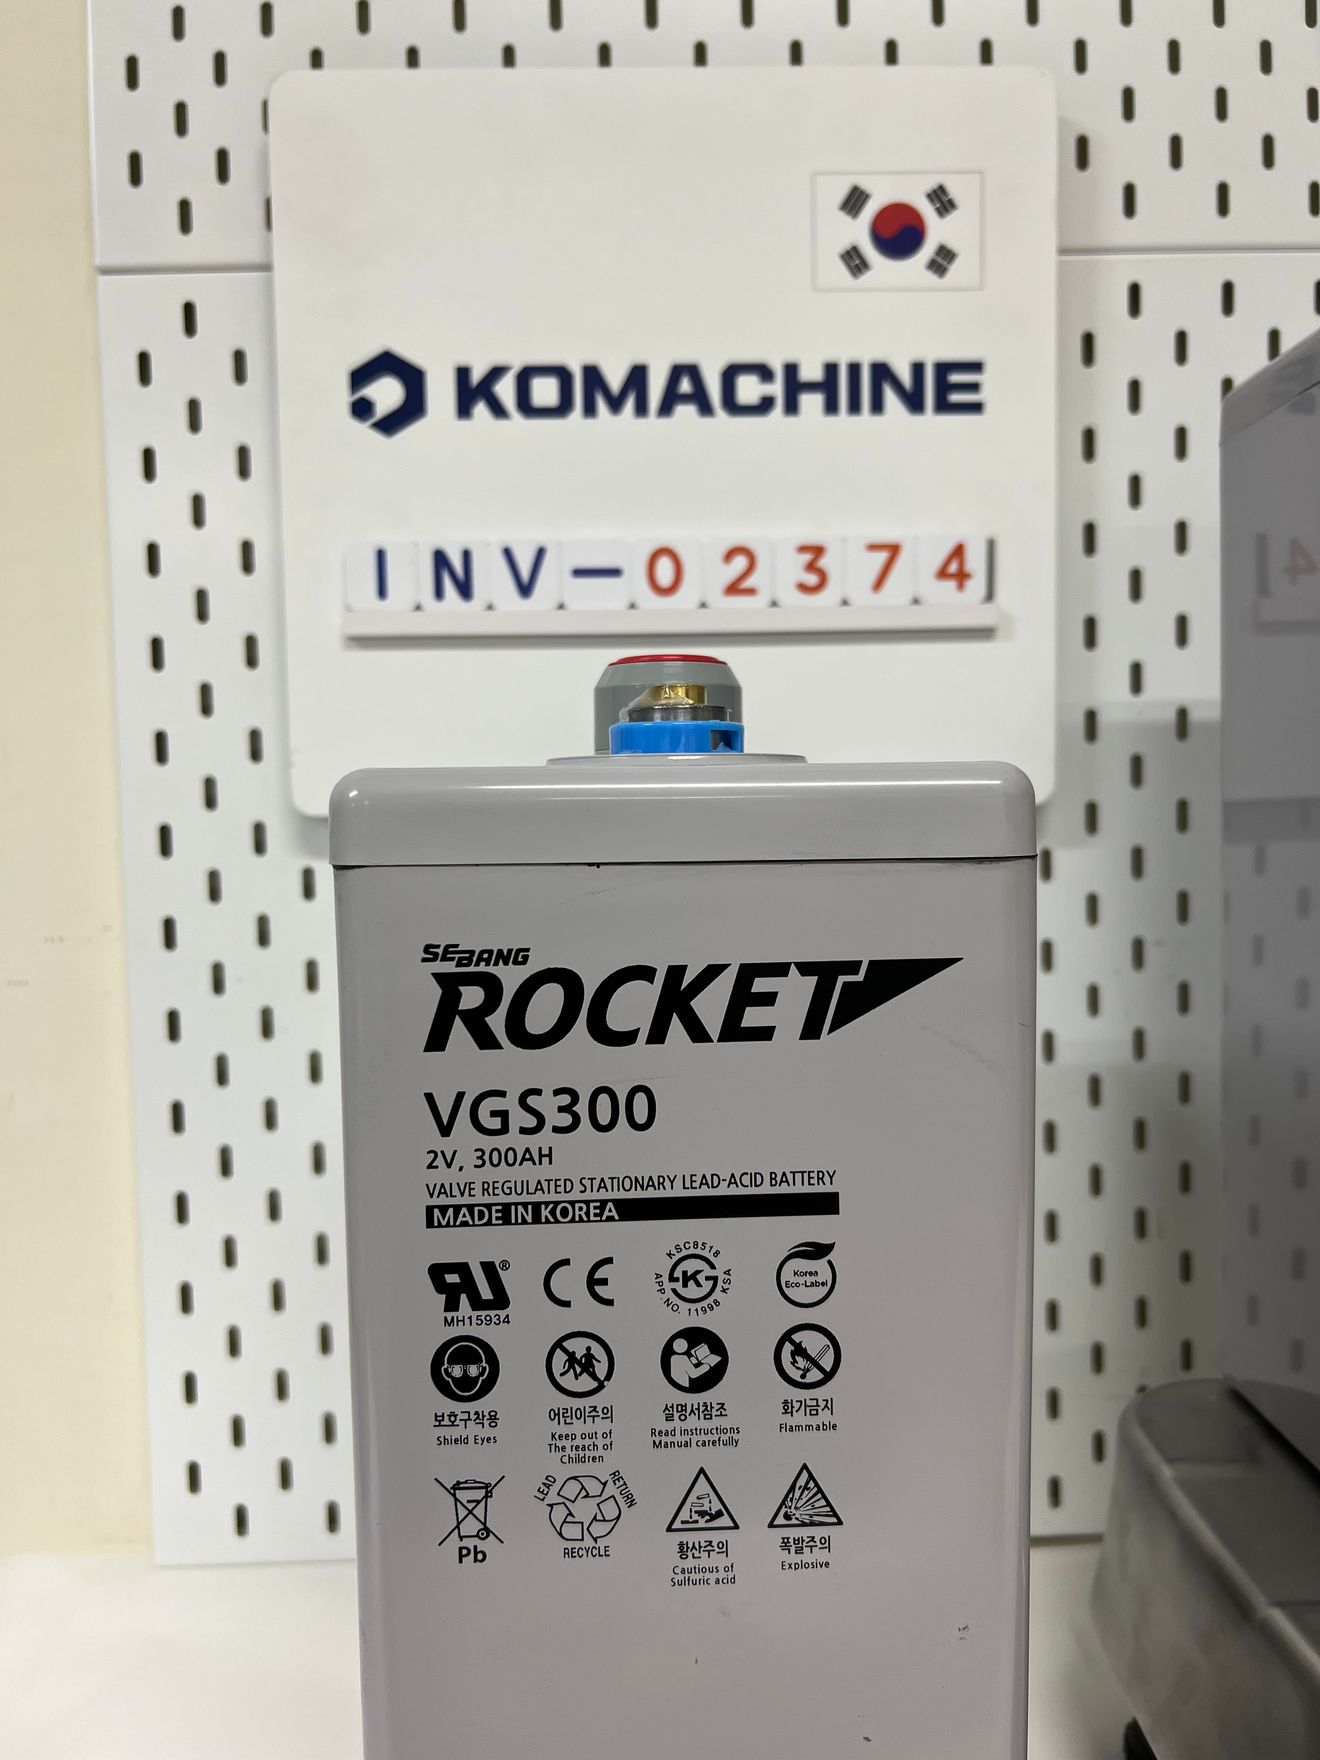 KOMACHINE
INV-02374
SEBANG
ROCKET
VGS300
2V, 300AH
VALVE REGULATED STATIONARY LEAD-ACID BATTERY
MADE IN KOREA
®
MH15934
CE
KSC8518
K
APP.NO. 11998 KSA
Korea
Eco-Label
보호구착용
Shield Eyes
어린이주의
Keep out of
The reach of
Children
설명서참조
Read instructions
Manual carefully
화기금지
Flammable
Pb
LEAD
RETURN
RECYCLE
황산주의
Cautious of
Sulfuric acid
폭발주의
Explosive